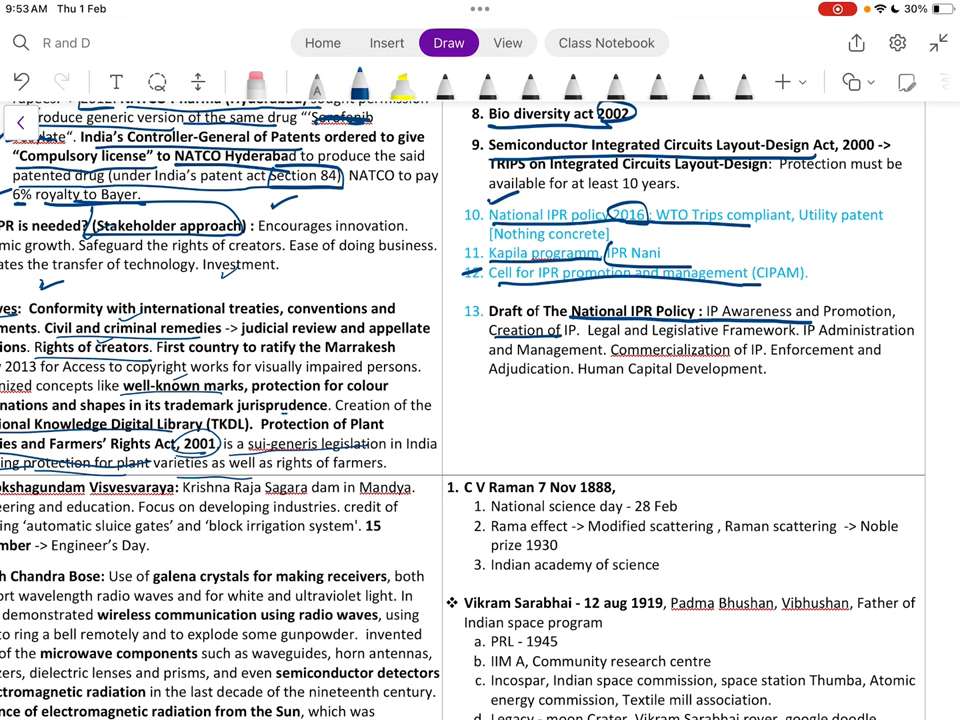 9:53 AM Thu 1 Feb
30%
R and D
Home Insert Draw View Class Notebook
rupees. NATCO Pharma (Hyderabad) sought permission
roduce generic version of the same drug "'Sorafenib
". India's Controller-General of Patents ordered to give
"Compulsory license" to NATCO Hyderabad to produce the said
patented drug (under India's patent act Section 84) NATCO to pay
6% royalty to Bayer.
PR is needed? (Stakeholder approach) : Encourages innovation.
mic growth. Safeguard the rights of creators. Ease of doing business.
ates the transfer of technology. Investment.
ves: Conformity with international treaties, conventions and
ments. Civil and criminal remedies -> judicial review and appellate
ions. Rights of creators. First country to ratify the Marrakesh
y 2013 for Access to copyright works for visually impaired persons.
nized concepts like well-known marks, protection for colour
nations and shapes in its trademark jurisprudence. Creation of the
ional Knowledge Digital Library (TKDL). Protection of Plant
ies and Farmers' Rights Act, 2001, is a sui-generis legislation in India
ing protection for plant varieties as well as rights of farmers.
okshagundam Visvesvaraya: Krishna Raja Sagara dam in Mandya.
eering and education. Focus on developing industries. credit of
ing 'automatic sluice gates' and 'block irrigation system'. 15
mber -> Engineer's Day.
h Chandra Bose: Use of galena crystals for making receivers, both
ort wavelength radio waves and for white and ultraviolet light. In
demonstrated wireless communication using radio waves, using
to ring a bell remotely and to explode some gunpowder. invented
of the microwave components such as waveguides, horn antennas,
zers, dielectric lenses and prisms, and even semiconductor detectors
ctromagnetic radiation in the last decade of the nineteenth century.
nce of electromagnetic radiation from the Sun, which was
8. Bio diversity act 2002
9. Semiconductor Integrated Circuits Layout-Design Act, 2000 ->
TRIPS on Integrated Circuits Layout-Design: Protection must be
available for at least 10 years.
10. National IPR policy 2016: WTO Trips compliant, Utility patent
[Nothing concrete]
11. Kapila programm, IPR Nani
12. Cell for IPR promotion and management (CIPAM).
13. Draft of The National IPR Policy : IP Awareness and Promotion,
Creation of IP. Legal and Legislative Framework. IP Administration
and Management. Commercialization of IP. Enforcement and
Adjudication. Human Capital Development.
1. C V Raman 7 Nov 1888,
1. National science day - 28 Feb
2. Rama effect -> Modified scattering , Raman scattering -> Noble
prize 1930
3. Indian academy of science
❖ Vikram Sarabhai - 12 aug 1919, Padma Bhushan, Vibhushan, Father of
Indian space program
a. PRL - 1945
b. IIM A, Community research centre
c. Incospar, Indian space commission, space station Thumba, Atomic
energy commission, Textile mill association.
d. Legacy - moon Crater, Vikram Sarabhai rover, google doodle